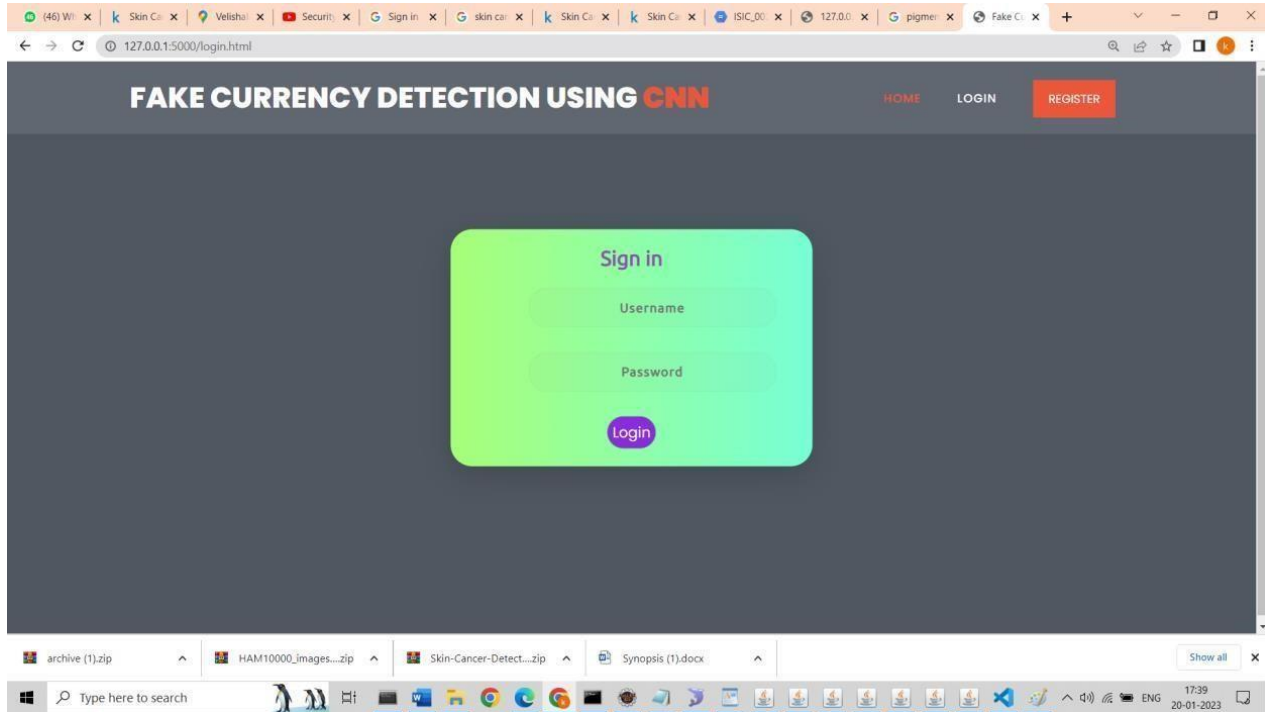 (46) Wh
Skin Ca
Velishal
Securit
Sign in
skin can
Skin Ca
Skin Ca
ISIC_00
127.0.0
pigmen
Fake Cu
127.0.0.1:5000/login.html
FAKE CURRENCY DETECTION USING CNN
HOME LOGIN REGISTER
Sign in
Username
Password
Login
archive (1).zip
HAM10000_images....zip
Skin-Cancer-Detect....zip
Synopsis (1).docx
Show all
Type here to search
ENG
17:39
20-01-2023